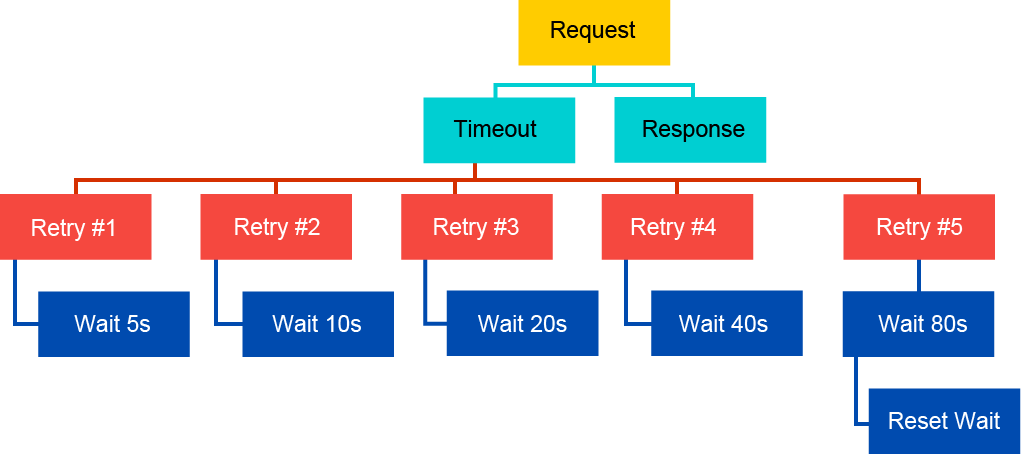 Request
Timeout
Response
Retry #1
Retry #2
Retry #3
Retry #4
Retry #5
Wait 5s
Wait 10s
Wait 20s
Wait 40s
Wait 80s
Reset Wait